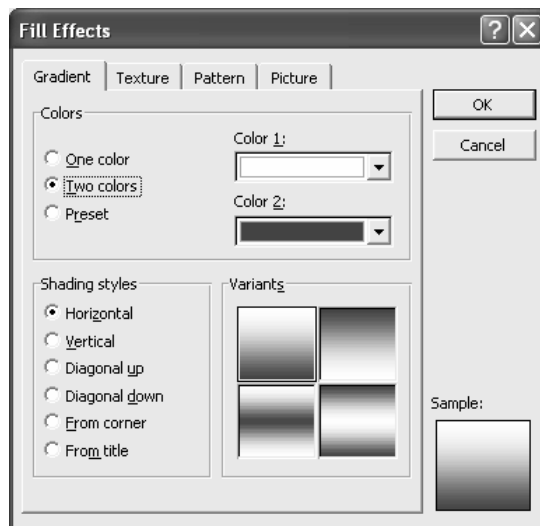 Fill Effects
Gradient
Texture
Pattern
Picture
Colors
One color
Two colors
Preset
Color 1:
Color 2:
OK
Cancel
Shading styles
Horizontal
Vertical
Diagonal up
Diagonal down
From corner
From title
Variants
Sample: